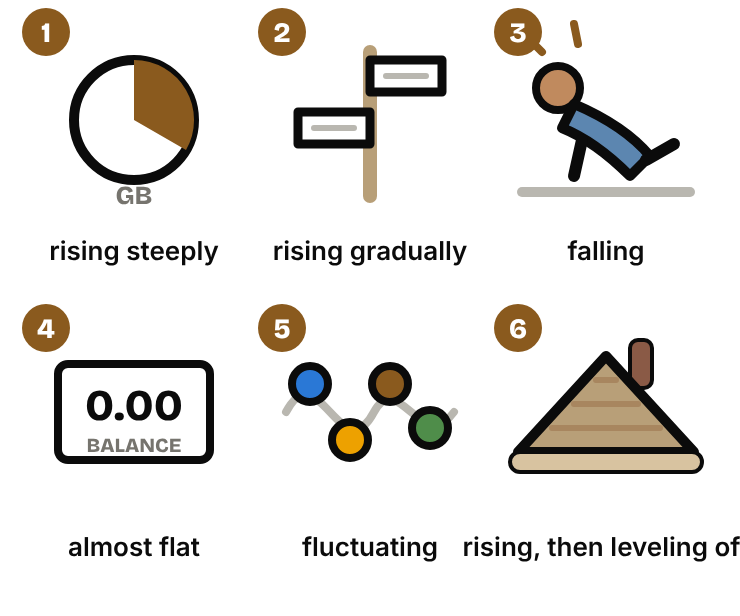 1
2
3
GB
rising steeply
rising gradually
falling
4
5
6
0.00
BALANCE
almost flat
fluctuating
rising, then leveling of